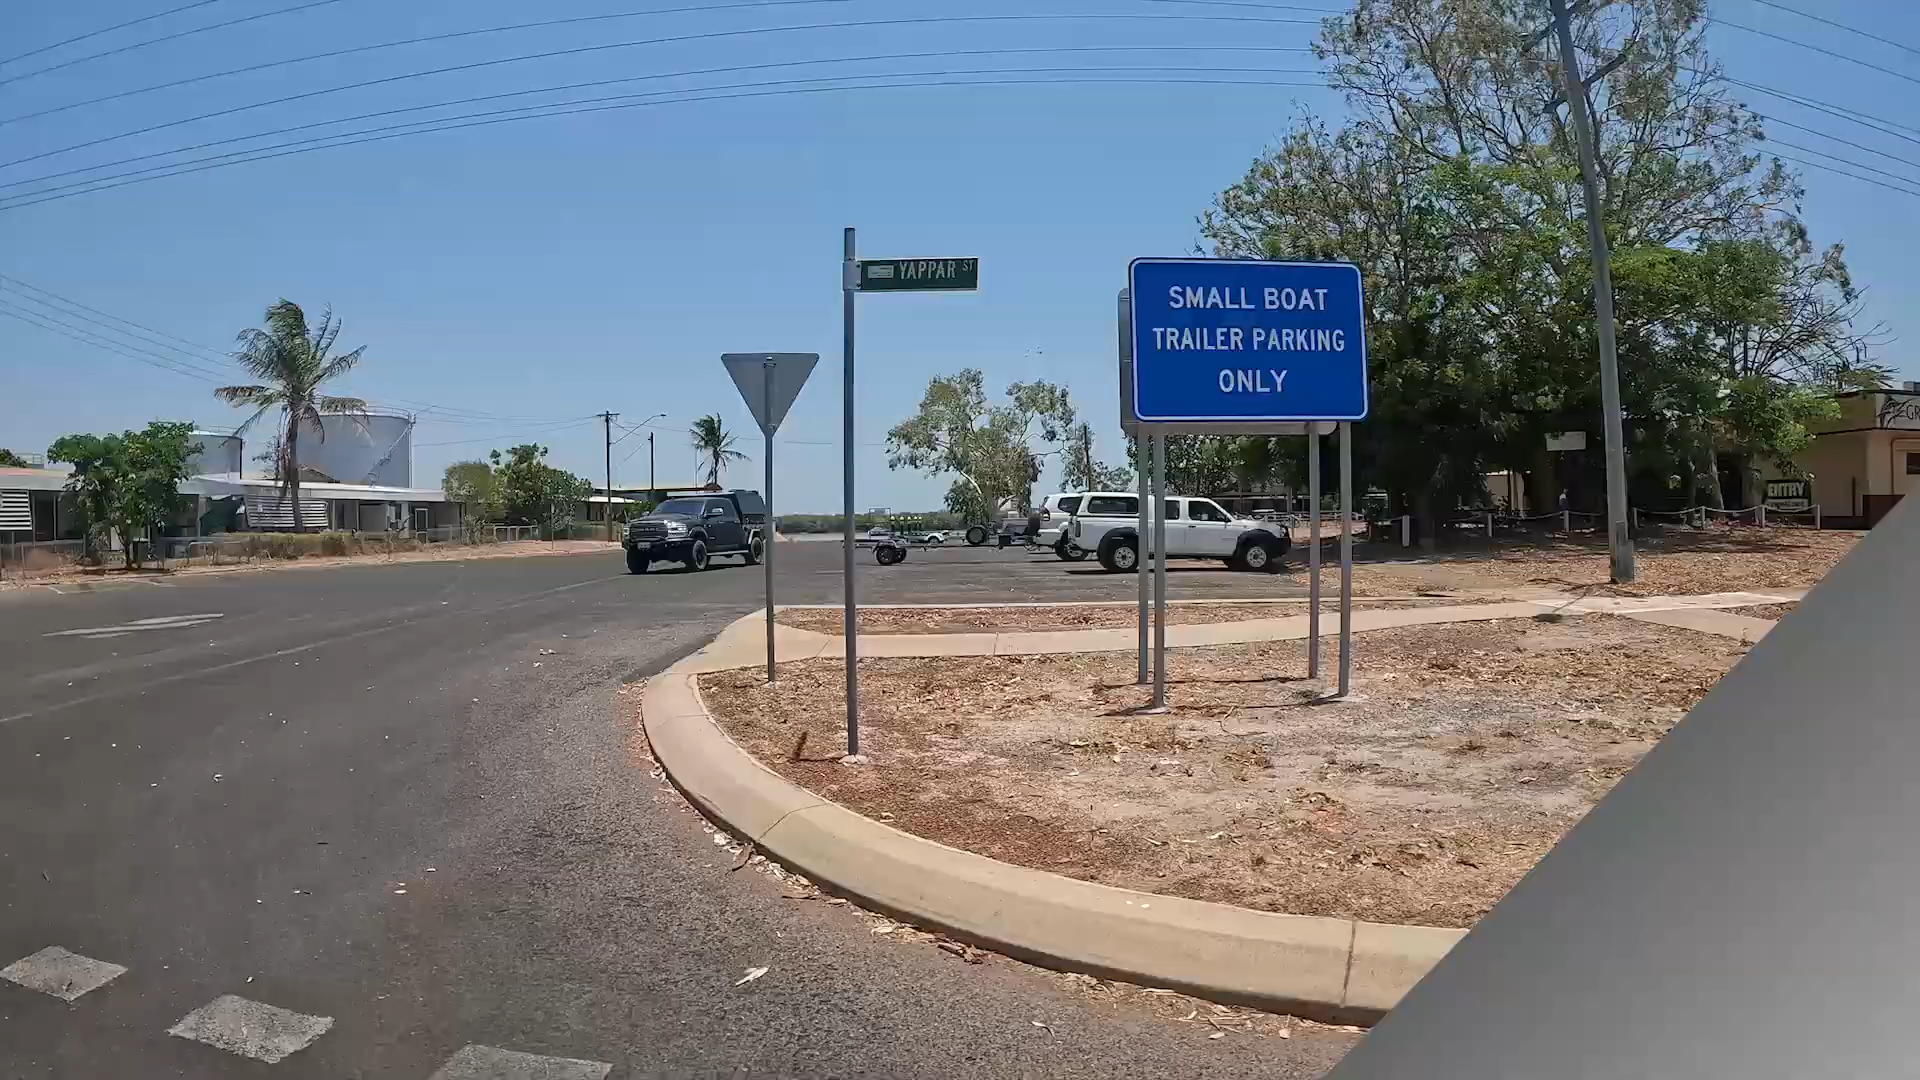 YAPPAR ST
SMALL BOAT
TRAILER PARKING
ONLY
ENTRY